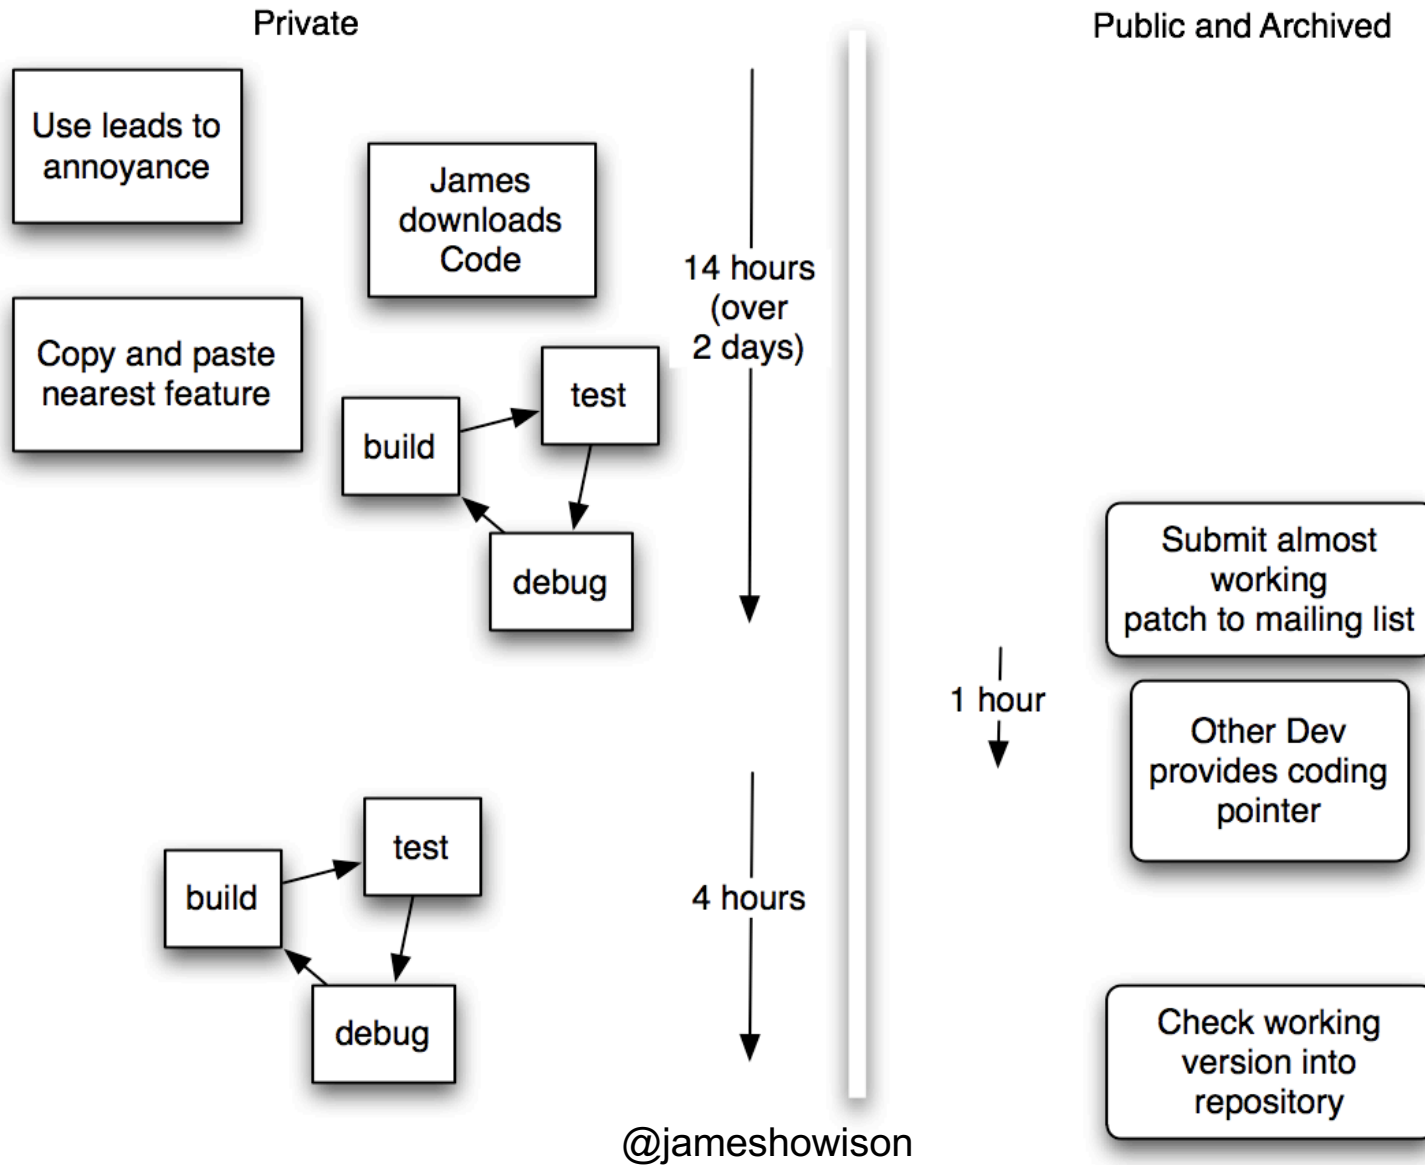 Private
Public and Archived
Use leads to
annoyance
James
downloads
Code
14 hours
(over
2 days)
Copy and paste
nearest feature
test
build
debug
Submit almost
working
patch to mailing list
1 hour
Other Dev
provides coding
pointer
test
build
debug
4 hours
Check working
version into
repository
@jameshowison